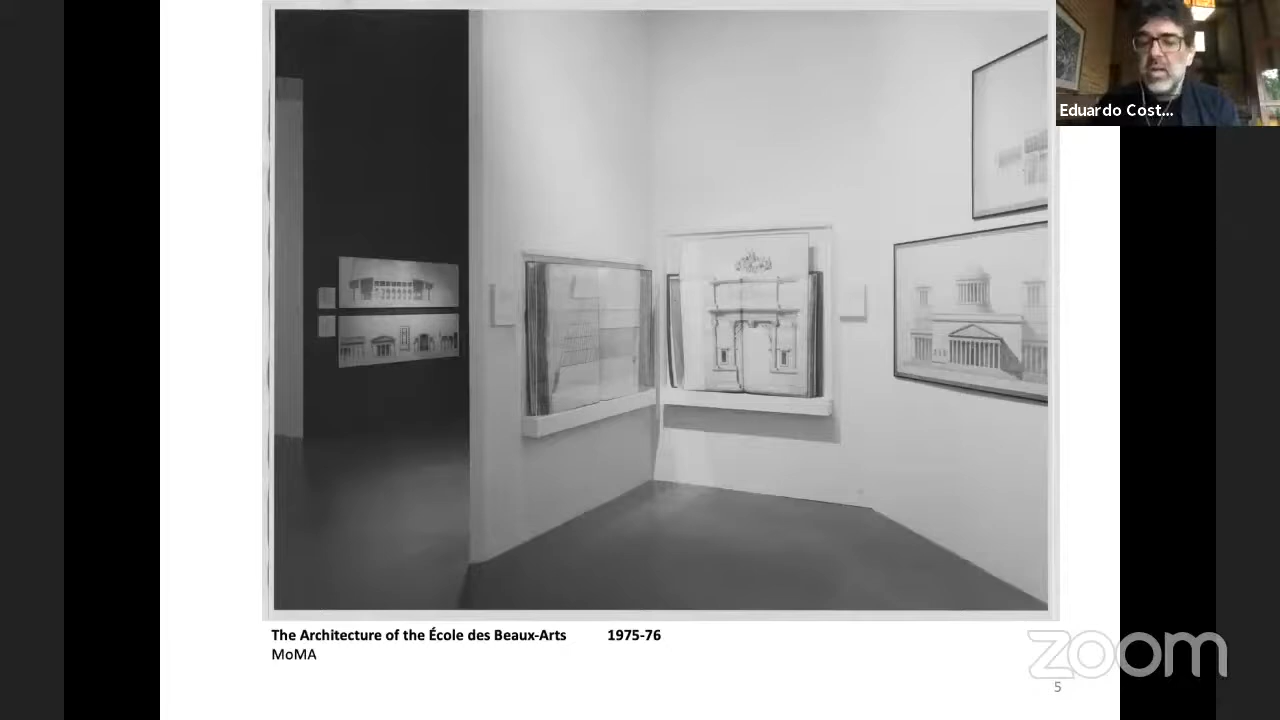 Eduardo Cost...
The Architecture of the École des Beaux-Arts 1975-76
MoMA
zoom
5